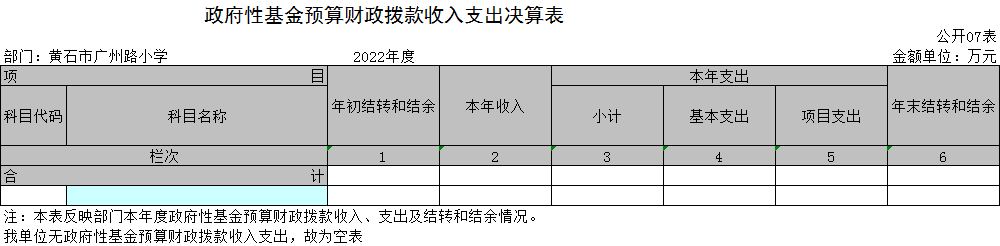 政府性基金预算财政拨款收入支出决算表
公开07表
部门：黄石市广州路小学 2022年度 金额单位：万元
项 目 年初结转和结余 本年收入 本年支出 年末结转和结余
科目代码 科目名称 小计 基本支出 项目支出
栏次 1 2 3 4 5 6
合 计
注：本表反映部门本年度政府性基金预算财政拨款收入、支出及结转和结余情况。
我单位无政府性基金预算财政拨款收入支出，故为空表